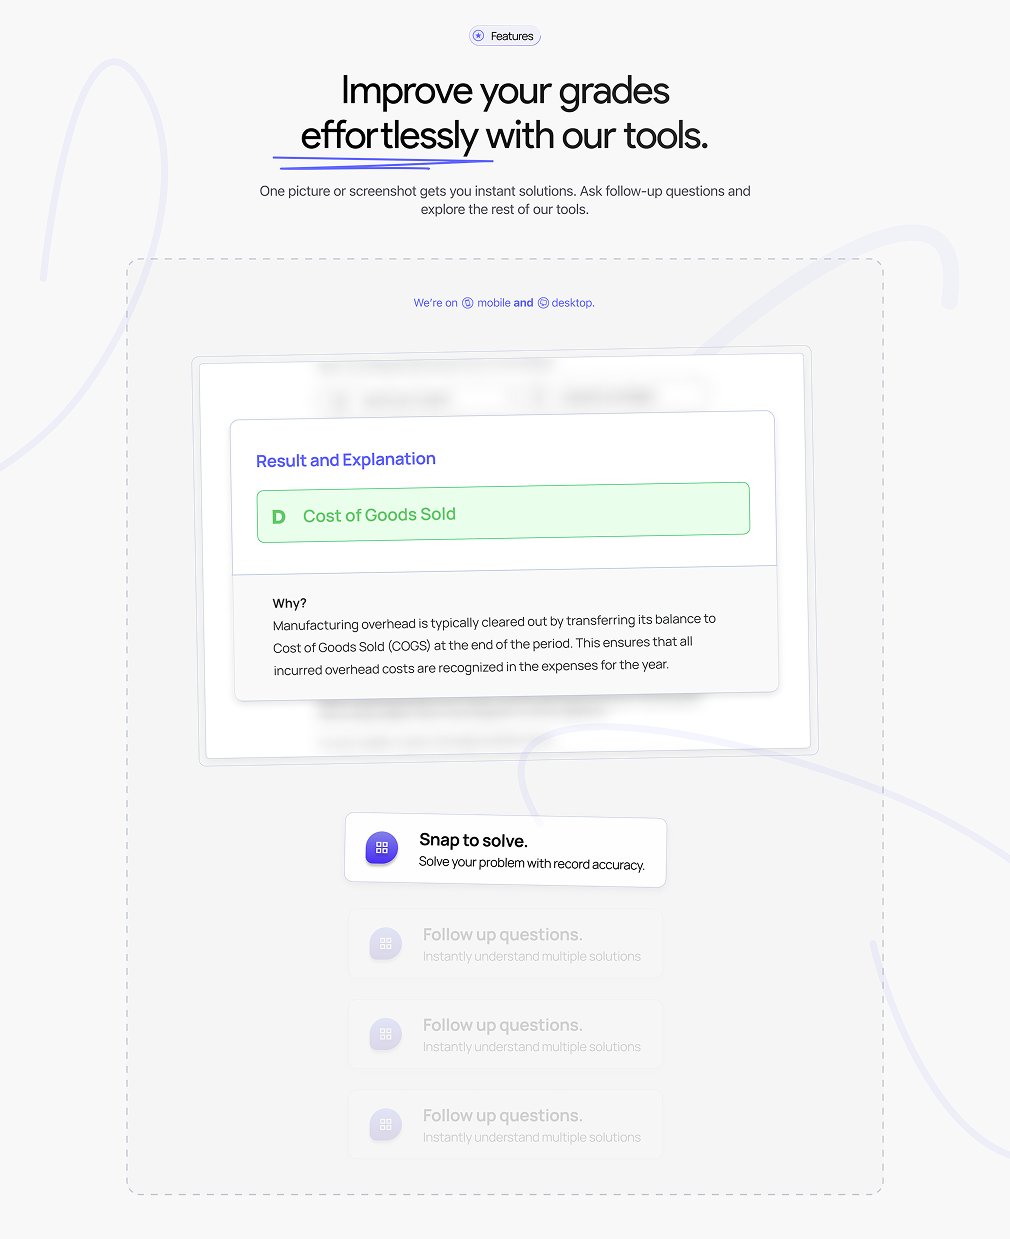 Features
Improve your grades
effortlessly with our tools.
One picture or screenshot gets you instant solutions. Ask follow-up questions and
explore the rest of our tools.
We're on mobile and desktop.
Result and Explanation
D Cost of Goods Sold
Why?
Manufacturing overhead is typically cleared out by transferring its balance to
Cost of Goods Sold (COGS) at the end of the period. This ensures that all
incurred overhead costs are recognized in the expenses for the year.
Snap to solve.
Solve your problem with record accuracy.
Follow up questions.
Instantly understand multiple solutions
Follow up questions.
Instantly understand multiple solutions
Follow up questions.
Instantly understand multiple solutions